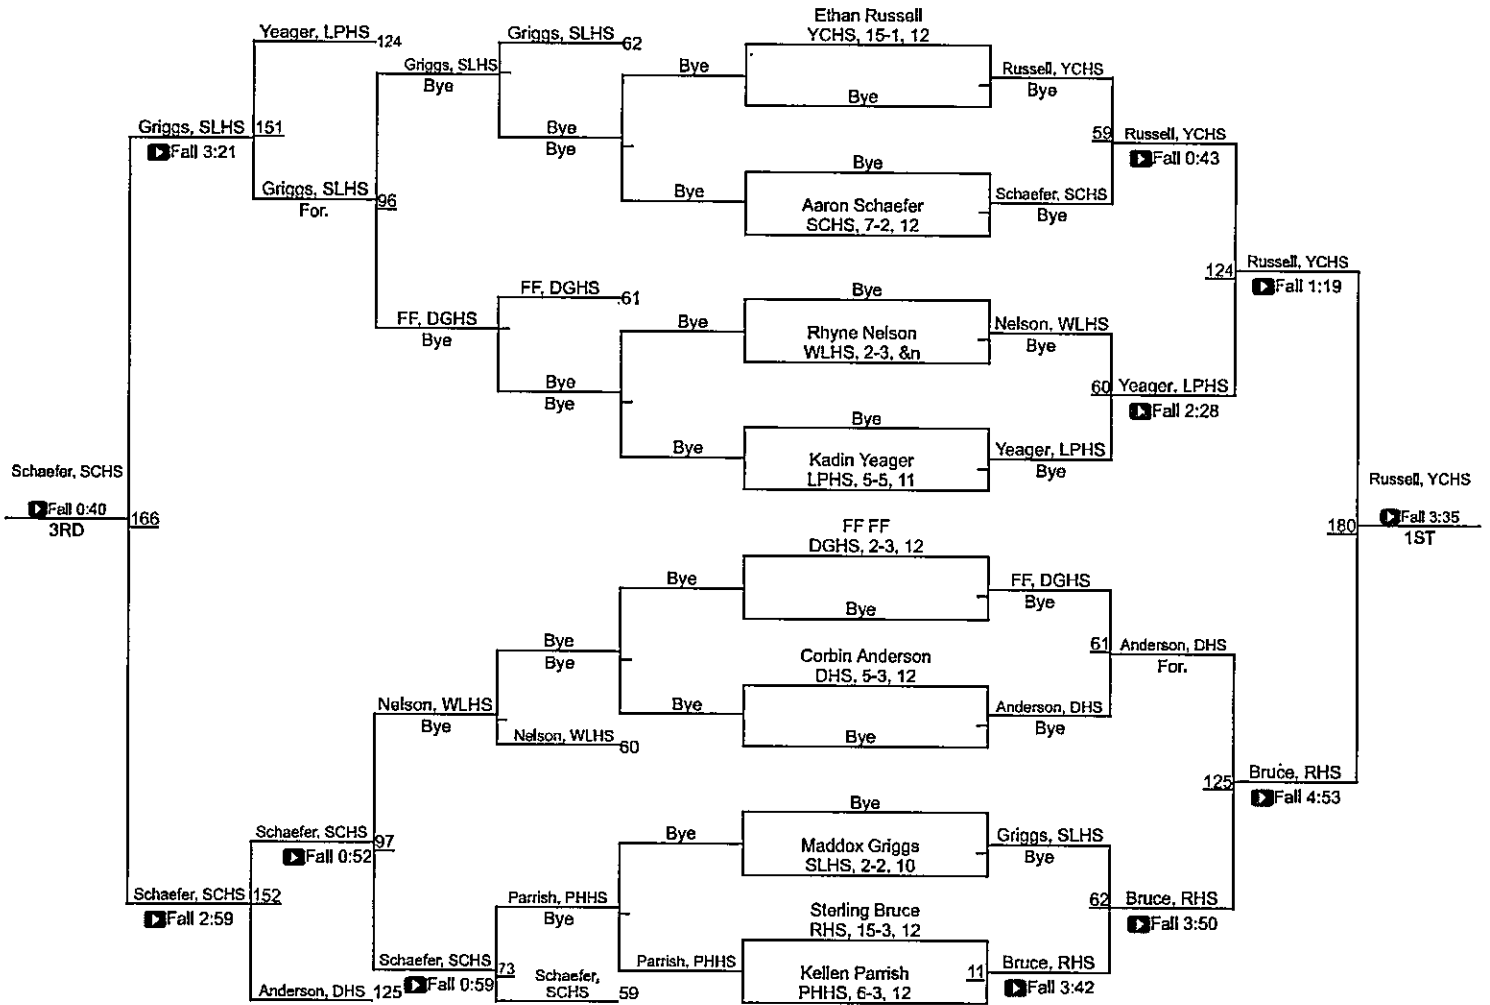 Ethan Russell
YCHS, 15-1, 12
Yeager, LPHS
124
Griggs, SLHS
62
Griggs, SLHS
Bye
Bye
Russell, YCHS
Bye
Bye
Griggs, SLHS
151
Fall 3:21
Bye
Bye
59
Russell, YCHS
Fall 0:43
Bye
Griggs, SLHS
For.
96
Bye
Aaron Schaefer
SCHS, 7-2, 12
Schaefer, SCHS
Bye
124
Russell, YCHS
Fall 1:19
FF, DGHS
61
Bye
FF, DGHS
Bye
Bye
Rhyne Nelson
WLHS, 2-3, &n
Nelson, WLHS
Bye
Bye
Bye
60
Yeager, LPHS
Fall 2:28
Bye
Bye
Kadin Yeager
LPHS, 5-5, 11
Yeager, LPHS
Bye
Schaefer, SCHS
Fall 0:40
3RD
166
Russell, YCHS
180
Fall 3:35
1ST
FF FF
DGHS, 2-3, 12
Bye
FF, DGHS
Bye
Bye
Bye
Bye
Corbin Anderson
DHS, 5-3, 12
61
Anderson, DHS
For.
Nelson, WLHS
Bye
Bye
Anderson, DHS
Bye
Bye
Nelson, WLHS
60
125
Bruce, RHS
Fall 4:53
Bye
Schaefer, SCHS
97
Fall 0:52
Bye
Maddox Griggs
SLHS, 2-2, 10
Griggs, SLHS
Bye
Schaefer, SCHS
152
Fall 2:59
Parrish, PHHS
Bye
62
Bruce, RHS
Fall 3:50
Sterling Bruce
RHS, 15-3, 12
Schaefer, SCHS
73
Fall 0:59
Parrish, PHHS
Kellen Parrish
PHHS, 6-3, 12
11
Bruce, RHS
Fall 3:42
Schaefer,
SCHS
59
Anderson, DHS
125